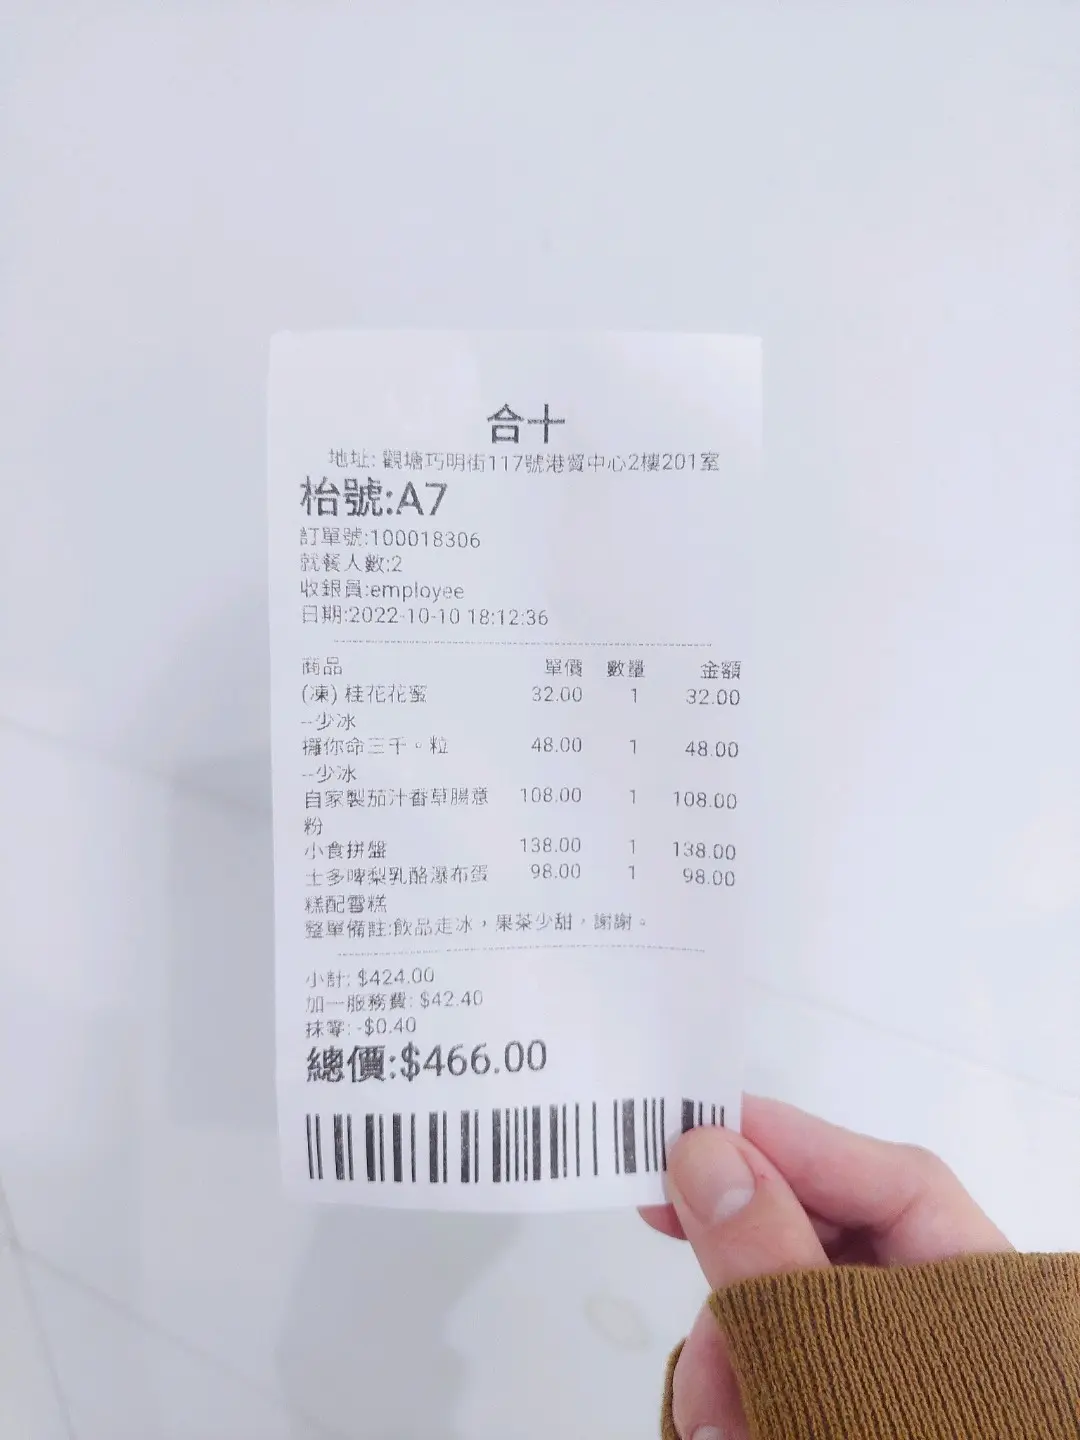 合十
地址: 觀塘巧明街117號港貿中心2樓201室
枱號:A7
訂單號:100018306
就餐人數:2
收銀員:employee
日期:2022-10-10 18:12:36
商品 單價 數量 金額
(凍) 桂花花蜜 32.00 1 32.00
--少冰
攞你命三千。粒 48.00 1 48.00
--少冰
自家製茄汁香草腸意 108.00 1 108.00
粉
小食拼盤 138.00 1 138.00
士多啤梨乳酪瀑布蛋 98.00 1 98.00
糕配雪糕
整單備註:飲品走冰，果茶少甜，謝謝。
小計: $424.00
加一服務費: $42.40
抹零: -$0.40
總價:$466.00